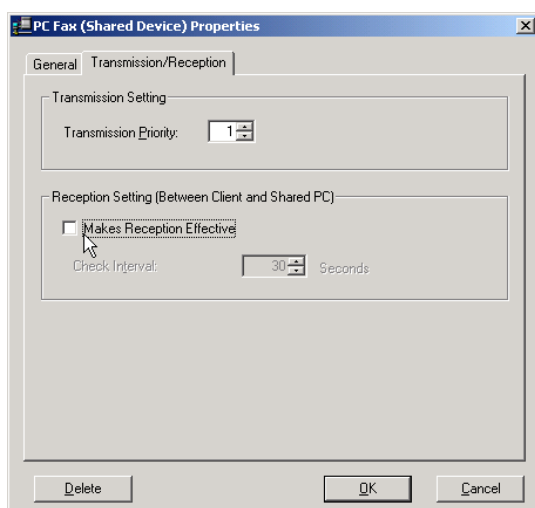 PC Fax (Shared Device) Properties
General Transmission/Reception
Transmission Setting
Transmission Priority: 1
Reception Setting (Between Client and Shared PC)
Makes Reception Effective
Check Interval: 30 Seconds
Delete OK Cancel